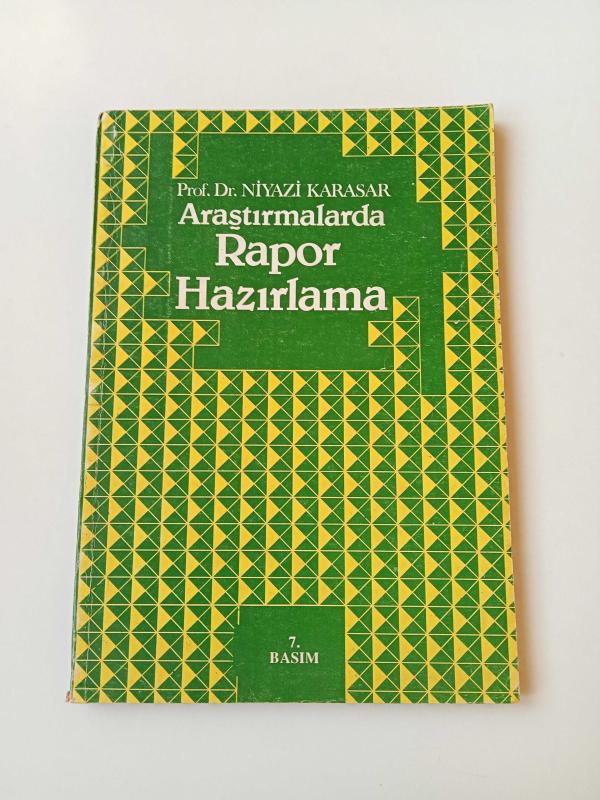 Prof. Dr. NİYAZİ KARASAR
Araştırmalarda
Rapor
Hazırlama
7.
BASIM